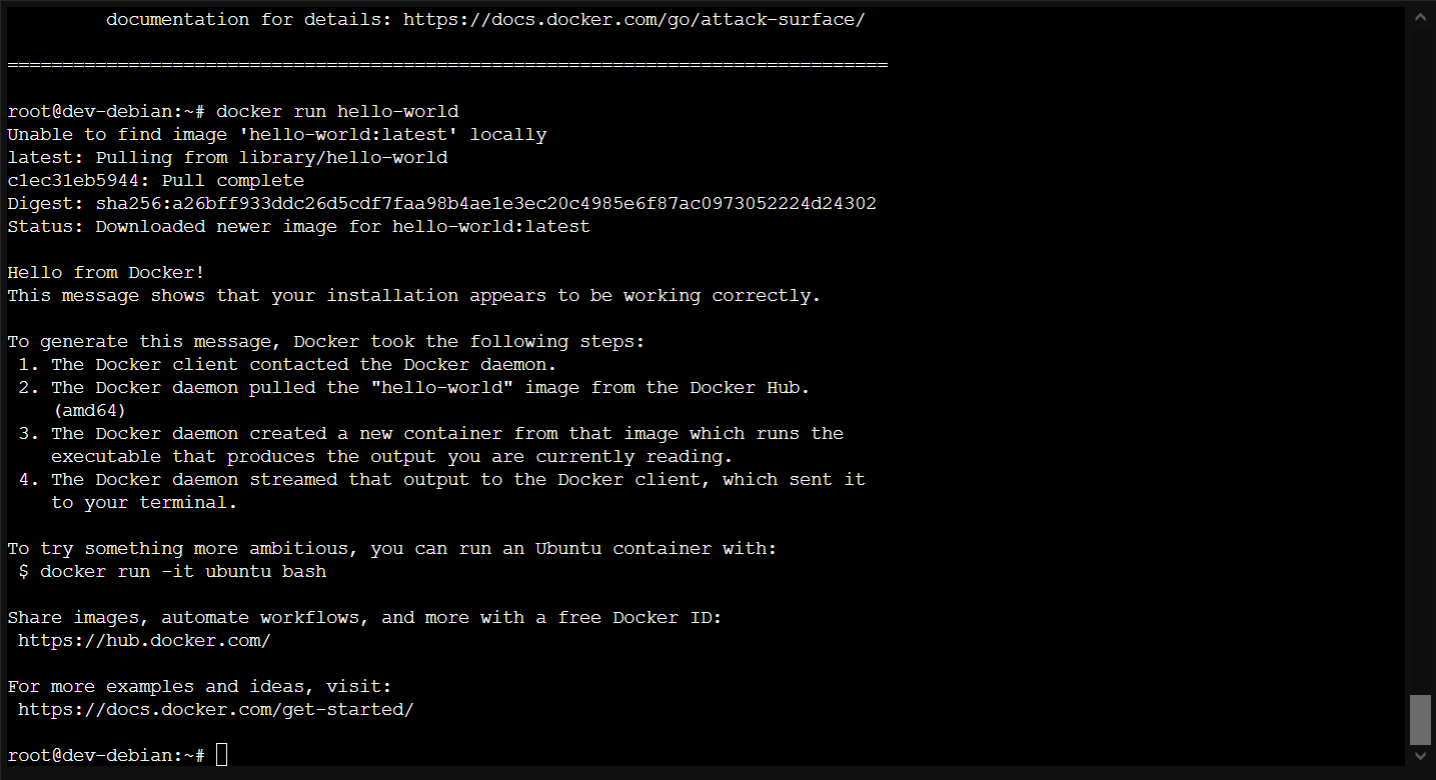 documentation for details: https://docs.docker.com/go/attack-surface/
================================================================================
root@dev-debian:~# docker run hello-world
Unable to find image 'hello-world:latest' locally
latest: Pulling from library/hello-world
c1ec31eb5944: Pull complete
Digest: sha256:a26bff933ddc26d5cdf7faa98b4ae1e3ec20c4985e6f87ac0973052224d24302
Status: Downloaded newer image for hello-world:latest
Hello from Docker!
This message shows that your installation appears to be working correctly.
To generate this message, Docker took the following steps:
1. The Docker client contacted the Docker daemon.
2. The Docker daemon pulled the "hello-world" image from the Docker Hub.
(amd64)
3. The Docker daemon created a new container from that image which runs the
executable that produces the output you are currently reading.
4. The Docker daemon streamed that output to the Docker client, which sent it
to your terminal.
To try something more ambitious, you can run an Ubuntu container with:
$ docker run -it ubuntu bash
Share images, automate workflows, and more with a free Docker ID:
https://hub.docker.com/
For more examples and ideas, visit:
https://docs.docker.com/get-started/
root@dev-debian:~#